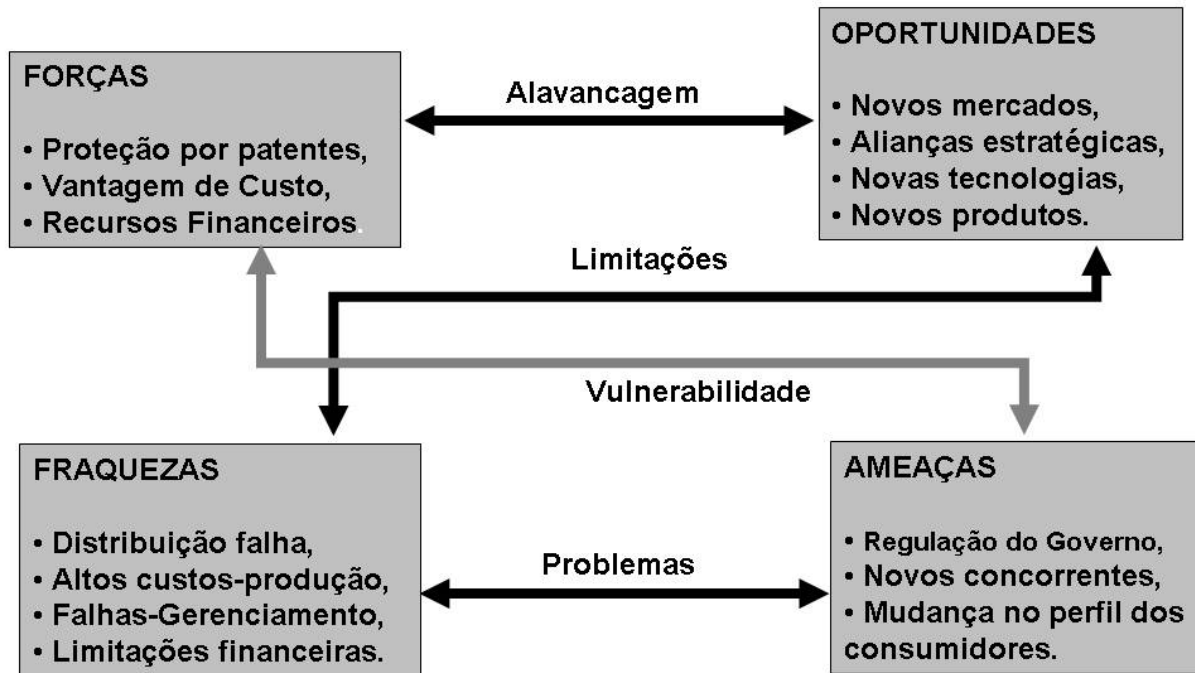 FORÇAS
• Proteção por patentes,
• Vantagem de Custo,
• Recursos Financeiros.
Alavancagem
OPORTUNIDADES
• Novos mercados,
• Alianças estratégicas,
• Novas tecnologias,
• Novos produtos.
Limitações
Vulnerabilidade
FRAQUEZAS
• Distribuição falha,
• Altos custos-produção,
• Falhas-Gerenciamento,
• Limitações financeiras.
Problemas
AMEAÇAS
• Regulação do Governo,
• Novos concorrentes,
• Mudança no perfil dos
consumidores.